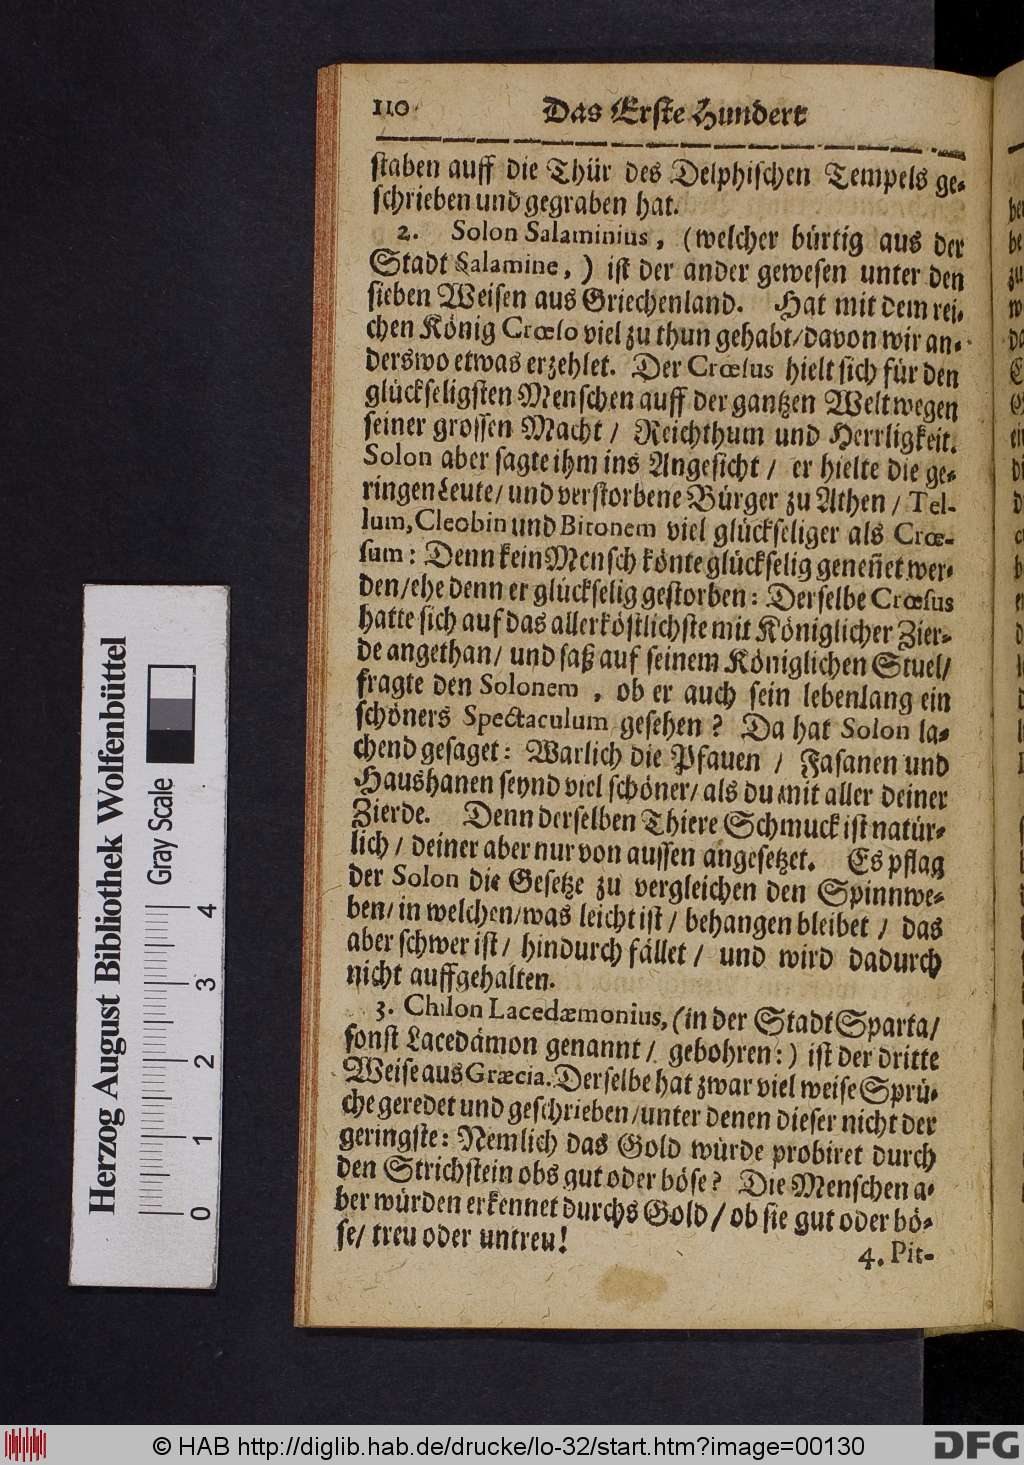 110 Das Erste Hundert
staben auff die Thür des Delphischen Tempels ge-
schrieben und gegraben hat.
2. Solon Salaminius, (welcher bürtig aus der
Stadt Salamine,) ist der ander gewesen unter den
sieben Weisen aus Griechenland. Hat mit dem rei-
chen König Crœso viel zu thun gehabt/davon wir an-
derswo etwas erzehlet. Der Crœsus hielt sich für den
glückseligsten Menschen auff der gantzen Welt wegen
seiner grossen Macht/ Reichthum und Herrligkeit.
Solon aber sagte ihm ins Angesicht/ er hielte die ge-
ringen Leute/ und verstorbene Bürger zu Athen/ Tel-
lum, Cleobin und Bitonem viel glückseliger als Crœ-
sum: Denn kein Mensch könte glückselig geneñet wer-
den/ehe denn er glückselig gestorben: Derselbe Crœsus
hatte sich auf das allerköstlichste mit Königlicher Zier-
de angethan/ und saß auf seinem Königlichen Stuel/
fragte den Solonem, ob er auch sein lebenlang ein
schöners Spectaculum gesehen? Da hat Solon la-
chend gesaget: Warlich die Pfauen/ Fasanen und
Haushanen seynd viel schöner/ als du mit aller deiner
Zierde. Denn derselben Thiere Schmuck ist natür-
lich/ deiner aber nur von aussen angesetzet. Es pflag
der Solon die Gesetze zu vergleichen den Spinnwe-
ben/ in welchen/was leicht ist/ behangen bleibet/ das
aber schwer ist/ hindurch fället/ und wird dadurch
nicht auffgehalten.
3. Chilon Lacedæmonius, (in der Stadt Sparta/
sonst Lacedämon genannt/ gebohren:) ist der dritte
Weise aus Græcia. Derselbe hat zwar viel weise Sprü-
che geredet und geschrieben/unter denen dieser nicht der
geringste: Nemlich das Gold würde probiret durch
den Strichstein obs gut oder böse? Die Menschen a-
ber würden erkennet durchs Gold/ ob sie gut oder bö-
se/ treu oder untreu!
4. Pit-
Herzog August Bibliothek Wolfenbüttel
Gray Scale
0 1 2 3 4
© HAB http://diglib.hab.de/drucke/lo-32/start.htm?image=00130
DFG